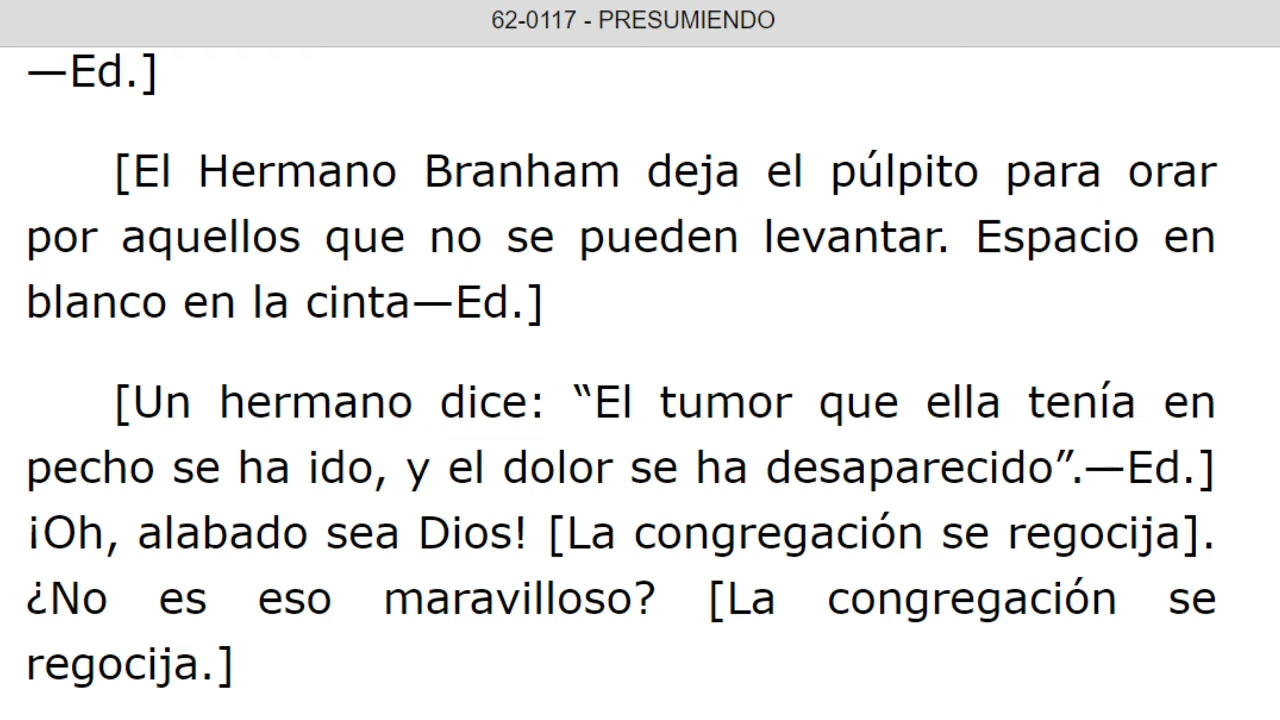 62-0117 - PRESUMIENDO
—Ed.]
[El Hermano Branham deja el púlpito para orar
por aquellos que no se pueden levantar. Espacio en
blanco en la cinta—Ed.]
[Un hermano dice: “El tumor que ella tenía en
pecho se ha ido, y el dolor se ha desaparecido”.—Ed.]
¡Oh, alabado sea Dios! [La congregación se regocija].
¿No es eso maravilloso? [La congregación se
regocija.]